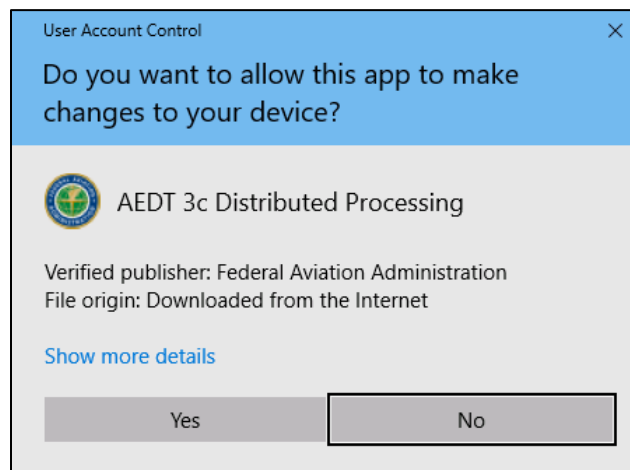 User Account Control
Do you want to allow this app to make
changes to your device?
AEDT 3c Distributed Processing
Verified publisher: Federal Aviation Administration
File origin: Downloaded from the Internet
Show more details
Yes
No